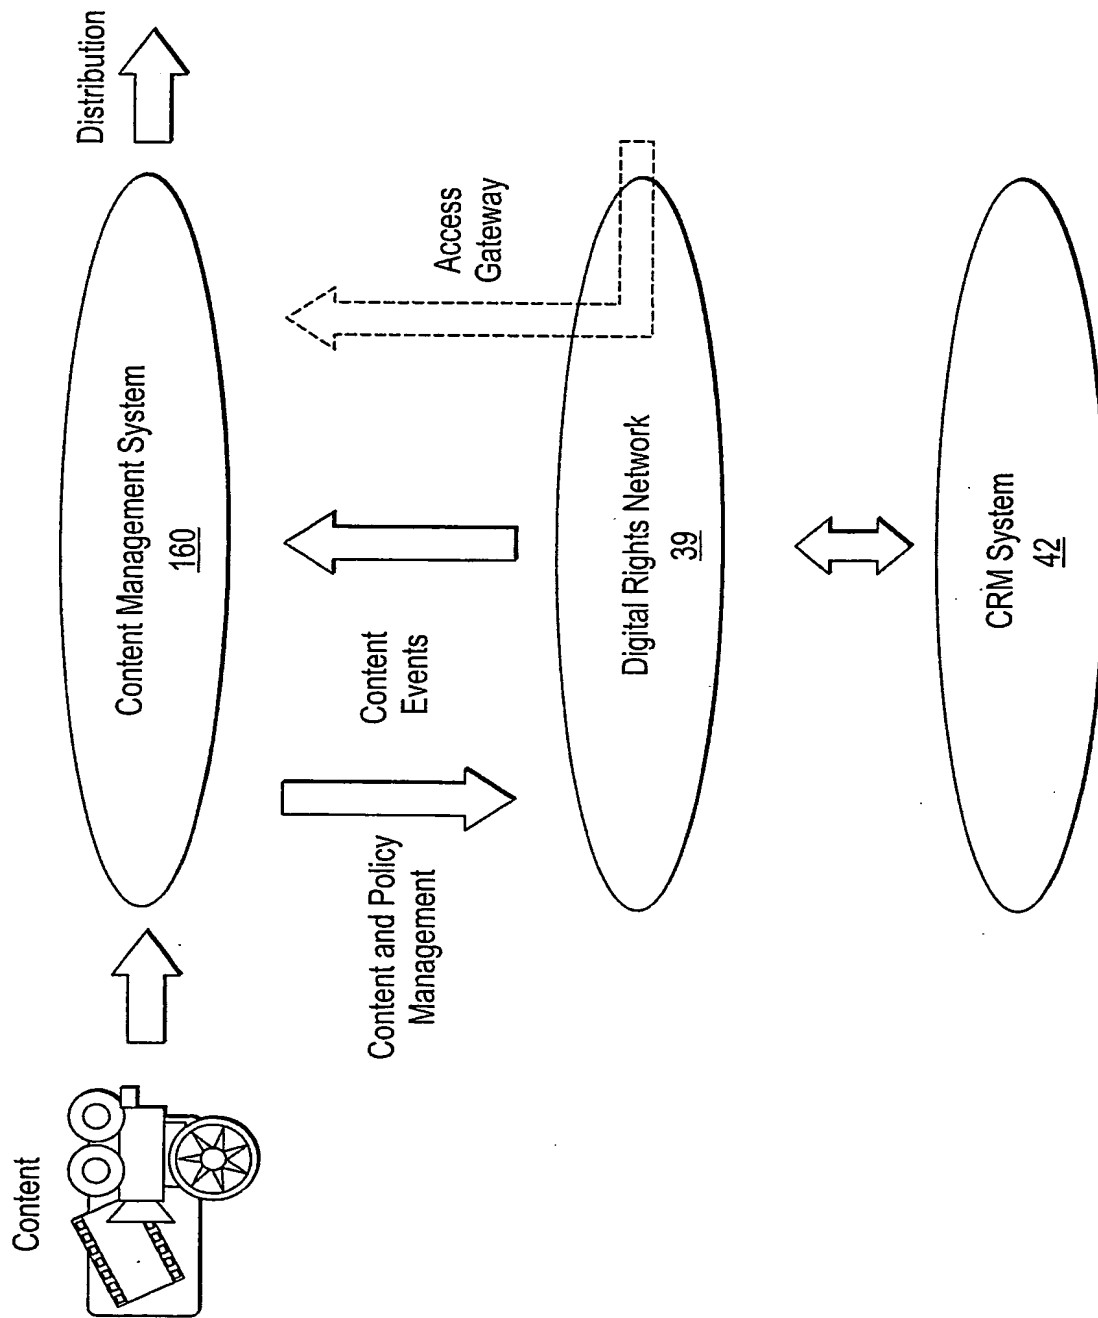 Content
Distribution
Content Management System
160
Content and Policy
Management
Content
Events
Access
Gateway
Digital Rights Network
39
CRM System
42